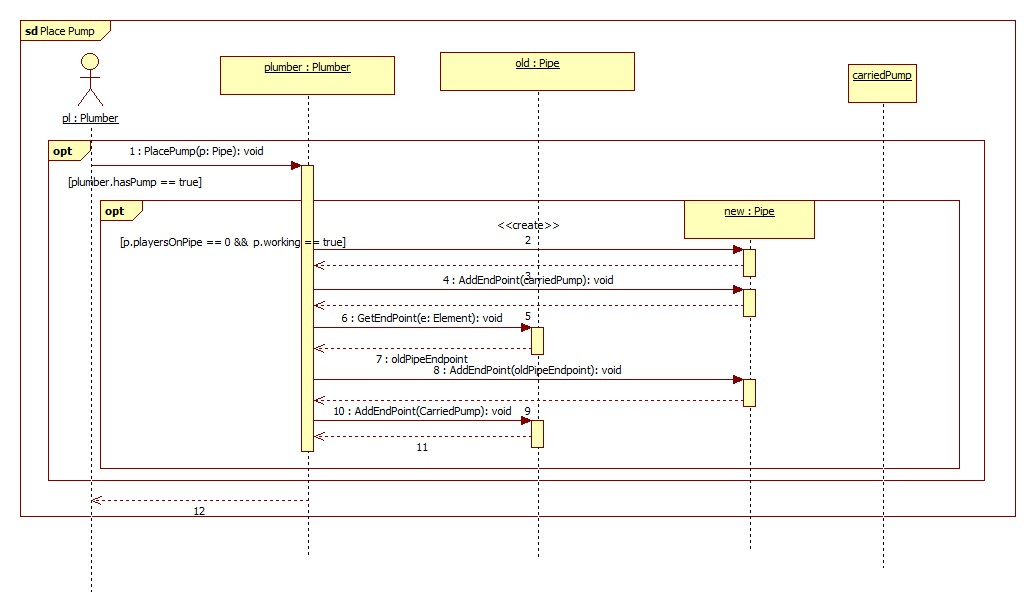 sd Place Pump
pl : Plumber
plumber : Plumber
old : Pipe
carriedPump
opt
1 : PlacePump(p: Pipe): void
[plumber.hasPump == true]
opt
new : Pipe
<<create>>
[p.playersOnPipe == 0 && p.working == true]
2
3
4 : AddEndPoint(carriedPump): void
5
6 : GetEndPoint(e: Element): void
7 : oldPipeEndpoint
8 : AddEndPoint(oldPipeEndpoint): void
9
10 : AddEndPoint(CarriedPump): void
11
12